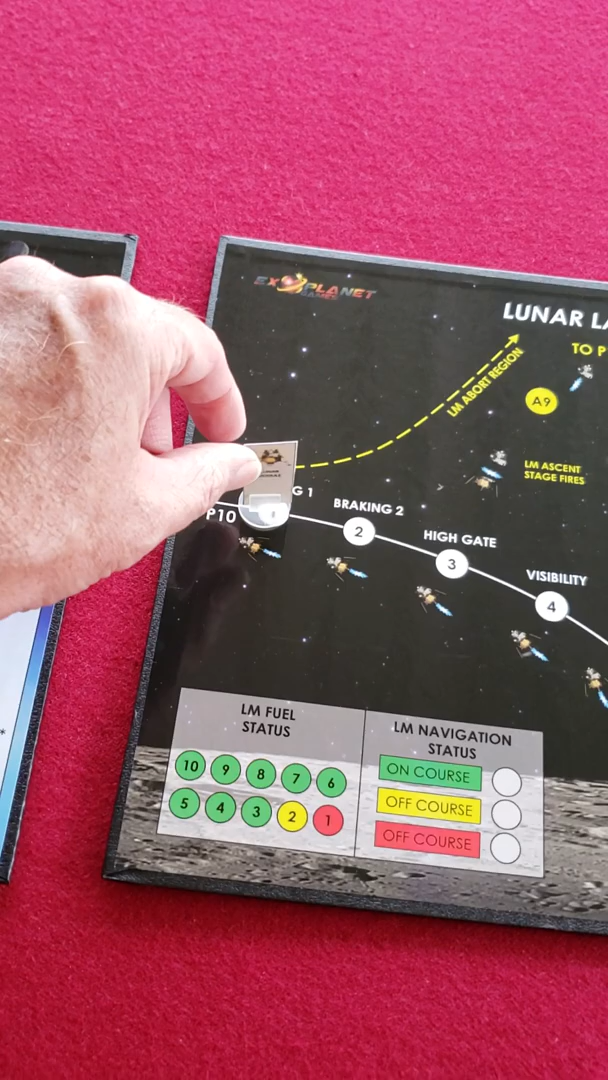 EXOPLANET
GAMES
LUNAR LA
TO P
LM ABORT REGION
A9
LM ASCENT
STAGE FIRES
G 1
1
P10
BRAKING 2
2
HIGH GATE
3
VISIBILITY
4
LM FUEL
STATUS
10 9 8 7 6
5 4 3 2 1
LM NAVIGATION
STATUS
ON COURSE
OFF COURSE
OFF COURSE
*